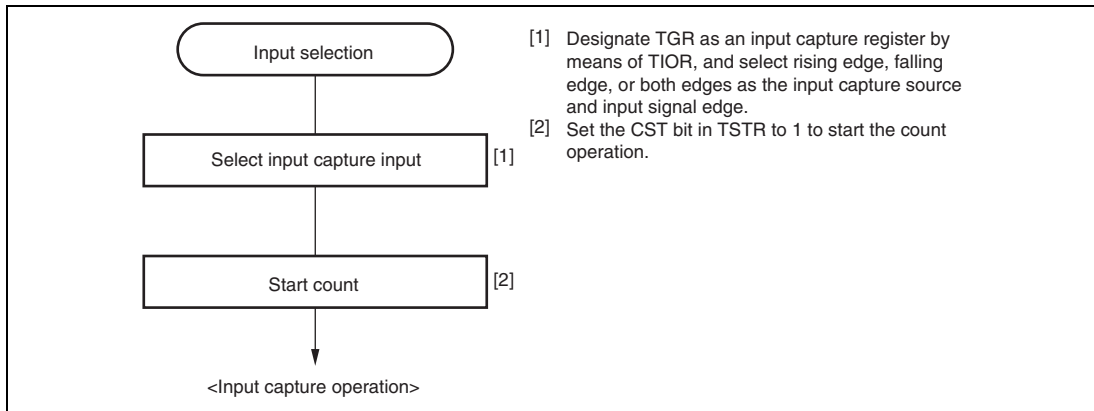 Input selection
Select input capture input
[1]
Start count
[2]
<Input capture operation>
[1] Designate TGR as an input capture register by
means of TIOR, and select rising edge, falling
edge, or both edges as the input capture source
and input signal edge.
[2] Set the CST bit in TSTR to 1 to start the count
operation.